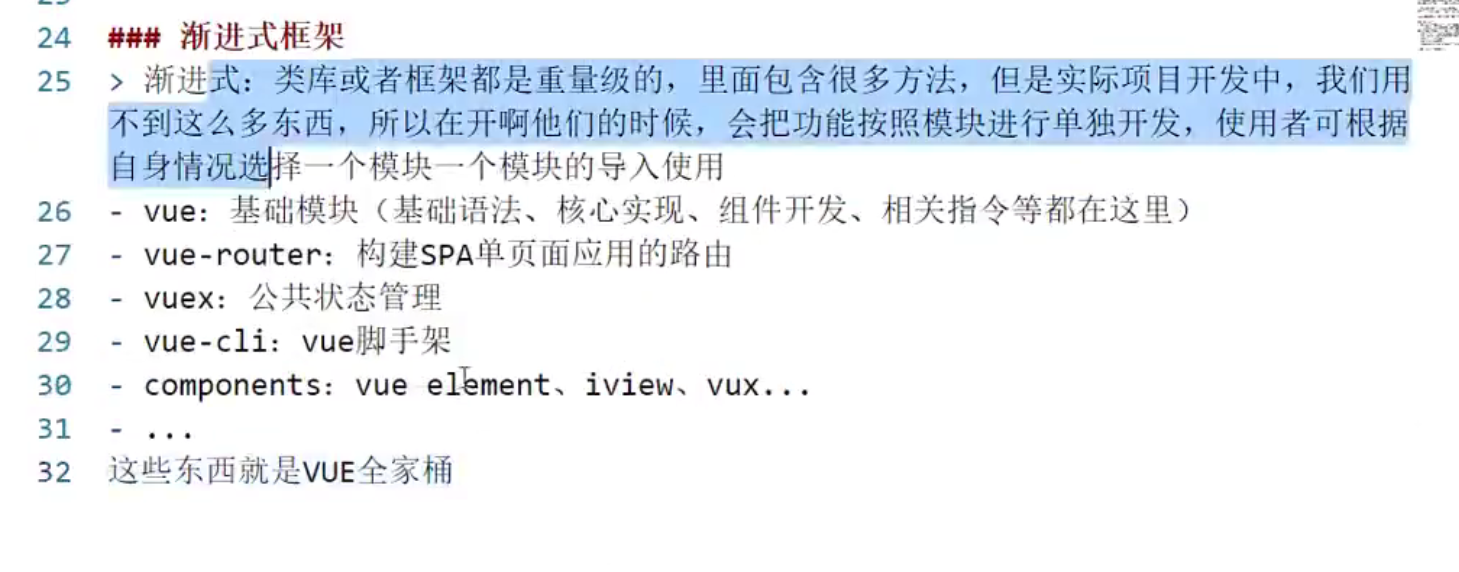 24 ### 渐进式框架
25 > 渐进式：类库或者框架都是重量级的，里面包含很多方法，但是实际项目开发中，我们用
不到这么多东西，所以在开啊他们的时候，会把功能按照模块进行单独开发，使用者可根据
自身情况选择一个模块一个模块的导入使用
26 - vue：基础模块（基础语法、核心实现、组件开发、相关指令等都在这里）
27 - vue-router：构建SPA单页面应用的路由
28 - vuex：公共状态管理
29 - vue-cli：vue脚手架
30 - components：vue element、iview、vux...
31 - ...
32 这些东西就是VUE全家桶